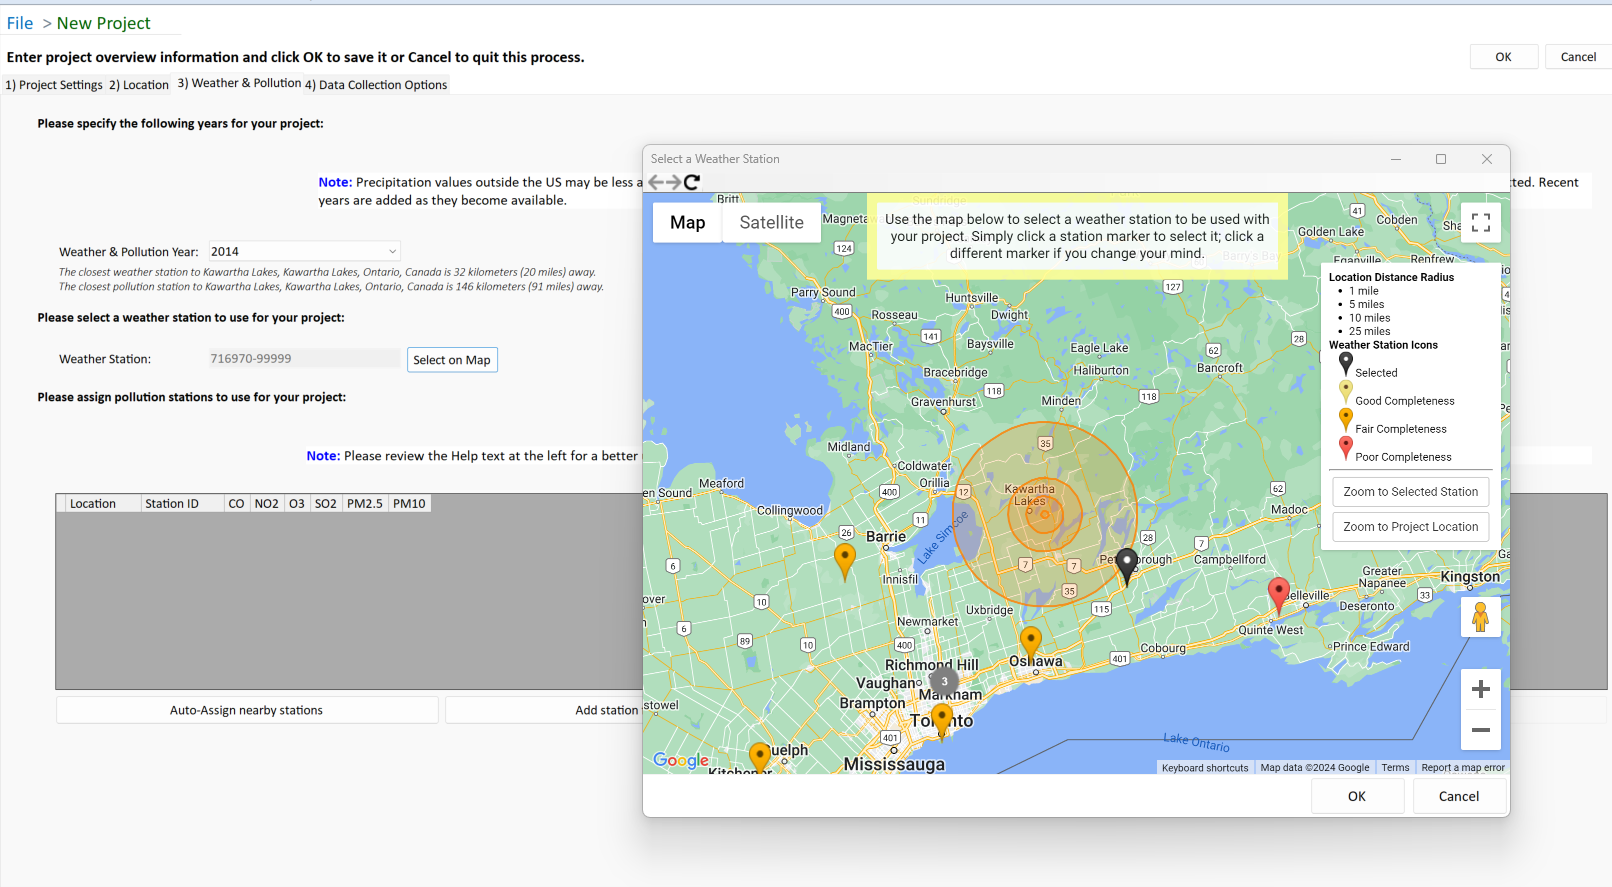 File > New Project
Enter project overview information and click OK to save it or Cancel to quit this process.
OK
Cancel
1) Project Settings 2) Location 3) Weather & Pollution 4) Data Collection Options
Please specify the following years for your project:
Note: Precipitation values outside the US may be less a
cted. Recent
years are added as they become available.
Weather & Pollution Year: 2014
The closest weather station to Kawartha Lakes, Kawartha Lakes, Ontario, Canada is 32 kilometers (20 miles) away.
The closest pollution station to Kawartha Lakes, Kawartha Lakes, Ontario, Canada is 146 kilometers (91 miles) away.
Please select a weather station to use for your project:
Weather Station: 716970-99999 Select on Map
Please assign pollution stations to use for your project:
Note: Please review the Help text at the left for a better
Location Station ID CO NO2 O3 SO2 PM2.5 PM10
Auto-Assign nearby stations
Add station
Select a Weather Station
Map Satellite
Use the map below to select a weather station to be used with
your project. Simply click a station marker to select it; click a
different marker if you change your mind.
Location Distance Radius
• 1 mile
• 5 miles
• 10 miles
• 25 miles
Weather Station Icons
Selected
Good Completeness
Fair Completeness
Poor Completeness
Zoom to Selected Station
Zoom to Project Location
Britt
Sundridge
Magneta
41
Cobden
Sha
Golden Lake
124
Barry's Bay
Eganville
Renfrew
127
Parry Sound
400
Huntsville
Rosseau
Dwight
141
Baysville
28
MacTier
Eagle Lake
62
Bracebridge
Haliburton
Bancroft
118
118
Gravenhurst
Minden
35
Midland
Coldwater
Meaford
Orillia
400
12
Kawartha
Lakes
62
en Sound
Collingwood
Madoc
11
26
Barrie
Lake Simcoe
28
7
6
7
7
Peterborough
Campbellford
Innisfil
Greater
Napanee
Kingston
over
10
35
115
Belleville
33
Deseronto
Uxbridge
6
Newmarket
Quinte West
89
10
400
Cobourg
Prince Edward
401
Oshawa
Richmond Hill
3
Vaughan
Markham
Brampton
stowel
Toronto
401
Lake Ontario
Guelph
Mississauga
Kitchener
Google
Keyboard shortcuts
Map data ©2024 Google
Terms
Report a map error
OK
Cancel